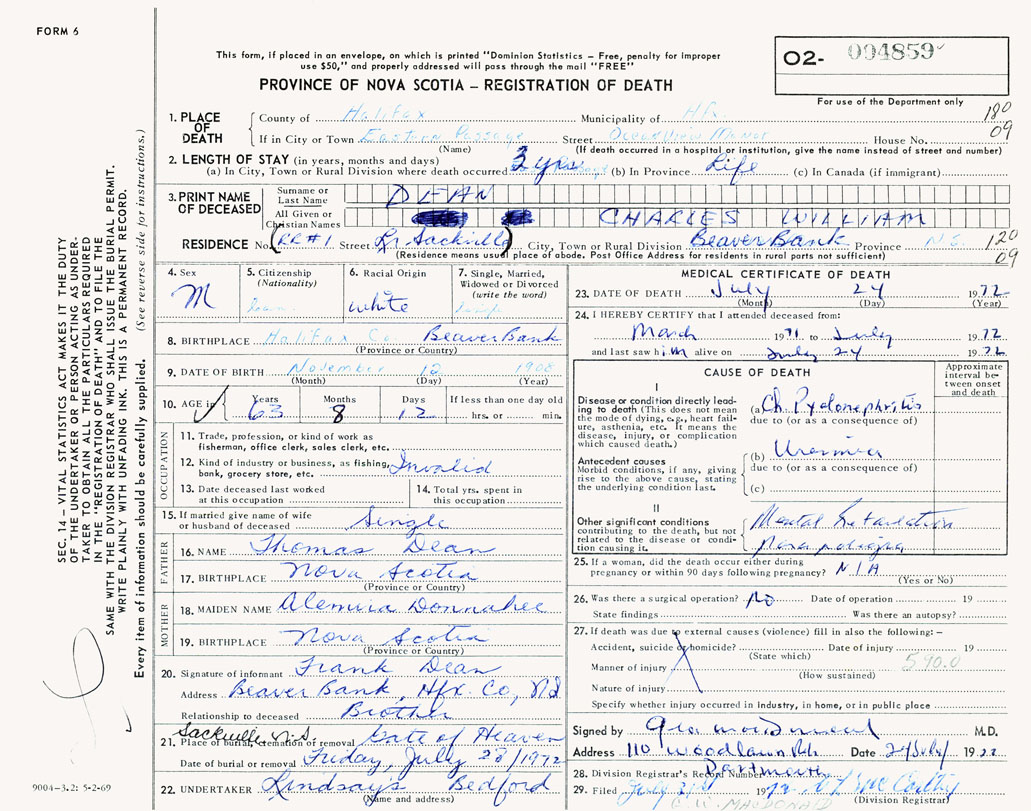 FORM 6
O2- 004859
This form, if placed in an envelope, on which is printed "Dominion Statistics – Free, penalty for improper
use $50," and properly addressed will pass through the mail "FREE"
PROVINCE OF NOVA SCOTIA – REGISTRATION OF DEATH
For use of the Department only
1. PLACE OF DEATH
County of Halifax Municipality of Hfx. 180
If in City or Town Eastern Passage Street Ocean View Manor House No. 09
(Name) (If death occurred in a hospital or institution, give the name instead of street and number)
2. LENGTH OF STAY (in years, months and days)
(a) In City, Town or Rural Division where death occurred 3 yrs (b) In Province Life (c) In Canada (if immigrant)
3. PRINT NAME OF DECEASED
Surname or Last Name DEAN
All Given or Christian Names CHARLES WILLIAM
RESIDENCE No. (RR#1 Street Lr. Sackville) City, Town or Rural Division Beaver Bank Province N.S. 120
(Residence means usual place of abode. Post Office Address for residents in rural parts not sufficient) 09
4. Sex M
5. Citizenship (Nationality)
6. Racial Origin white
7. Single, Married, Widowed or Divorced (write the word)
8. BIRTHPLACE Halifax Co Beaver Bank
(Province or Country)
9. DATE OF BIRTH November 12 1908
(Month) (Day) (Year)
10. AGE in Years 63 Months 8 Days 12 If less than one day old hrs. or min.
OCCUPATION
11. Trade, profession, or kind of work as
fishermen, office clerk, sales clerk, etc.
12. Kind of industry or business, as fishing, Invalid
bank, grocery store, etc.
13. Date deceased last worked at this occupation
14. Total yrs. spent in this occupation
15. If married give name of wife
or husband of deceased Single
FATHER
16. NAME Thomas Dean
17. BIRTHPLACE Nova Scotia
(Province or Country)
MOTHER
18. MAIDEN NAME Alemina Donnahee
19. BIRTHPLACE Nova Scotia
(Province or Country)
20. Signature of informant Frank Dean
Address Beaver Bank, Hfx. Co, NS
Relationship to deceased Brother
Sackville N.S.
21. Place of burial, cremation or removal Gate of Heaven
Date of burial or removal Friday, July 28/1972
22. UNDERTAKER Lindsay's Bedford
(Name and address)
MEDICAL CERTIFICATE OF DEATH
23. DATE OF DEATH July 24 1972
(Month) (Day) (Year)
24. I HEREBY CERTIFY that I attended deceased from:
March 1971 to July 1972
and last saw him alive on July 24 1972
CAUSE OF DEATH
Approximate interval between onset and death
I
Disease or condition directly leading to death (This does not mean the mode of dying, e.g., heart failure, asthenia, etc. It means the disease, injury, or complication which caused death.)
(a) Ch. Pyelonephritis
due to (or as a consequence of)
Antecedent causes
Morbid conditions, if any, giving rise to the above cause, stating the underlying condition last.
(b) Uraemia
due to (or as a consequence of)
(c)
II
Other significant conditions
contributing to the death, but not related to the disease or condition causing it.
Mental Retardation
Paraplegia
25. If a woman, did the death occur either during
pregnancy or within 90 days following pregnancy? N/A
(Yes or No)
26. Was there a surgical operation? No Date of operation 19
State findings Was there an autopsy?
27. If death was due to external causes (violence) fill in also the following: –
Accident, suicide or homicide? Date of injury 19
(State which) 590.0
Manner of injury
(How sustained)
Nature of injury
Specify whether injury occurred in industry, in home, or in public place
Signed by M.D.
Address 110 Woodlawn Rd. Date 24 July 1972
Dartmouth
28. Division Registrar's Record Number
29. Filed July 31st 1972
(Division Registrar)
MACDONALD
9004–3.2: 5-2-69
SEC. 14 – VITAL STATISTICS ACT MAKES IT THE DUTY
OF THE UNDERTAKER OR PERSON ACTING AS UNDER-
TAKER TO OBTAIN ALL THE PARTICULARS REQUIRED
IN THE "REGISTRATION OF DEATH" AND TO FILE THE
SAME WITH THE DIVISION REGISTRAR WHO SHALL ISSUE THE BURIAL PERMIT.
WRITE PLAINLY WITH UNFADING INK. THIS IS A PERMANENT RECORD.
Every item of information should be carefully supplied. (See reverse side for instructions.)